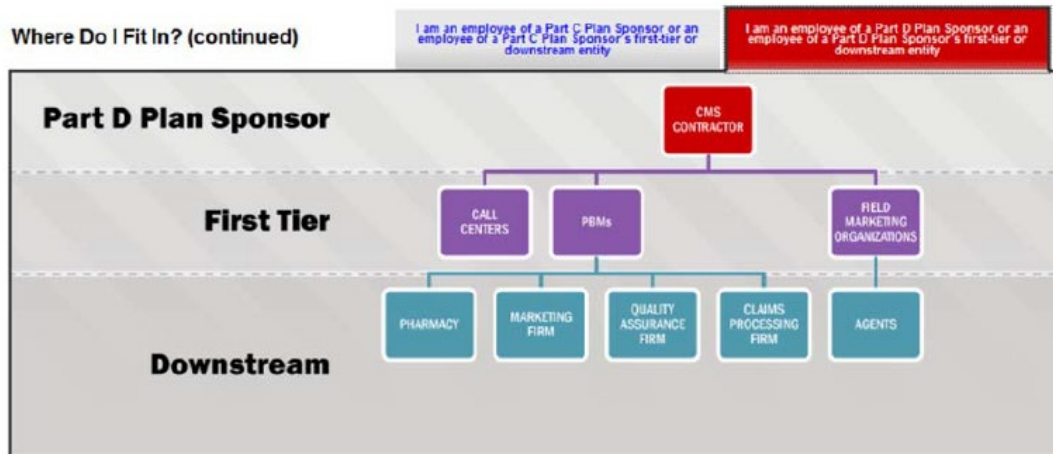 Where Do I Fit In? (continued)
I am an employee of a Part C Plan Sponsor or an
employee of a Part C Plan Sponsor's first-tier or
downstream entity
I am an employee of a Part D Plan Sponsor or an
employee of a Part D Plan Sponsor's first-tier or
downstream entity
Part D Plan Sponsor
CMS
CONTRACTOR
First Tier
CALL
CENTERS
PBMs
FIELD
MARKETING
ORGANIZATIONS
Downstream
PHARMACY
MARKETING
FIRM
QUALITY
ASSURANCE
FIRM
CLAIMS
PROCESSING
FIRM
AGENTS